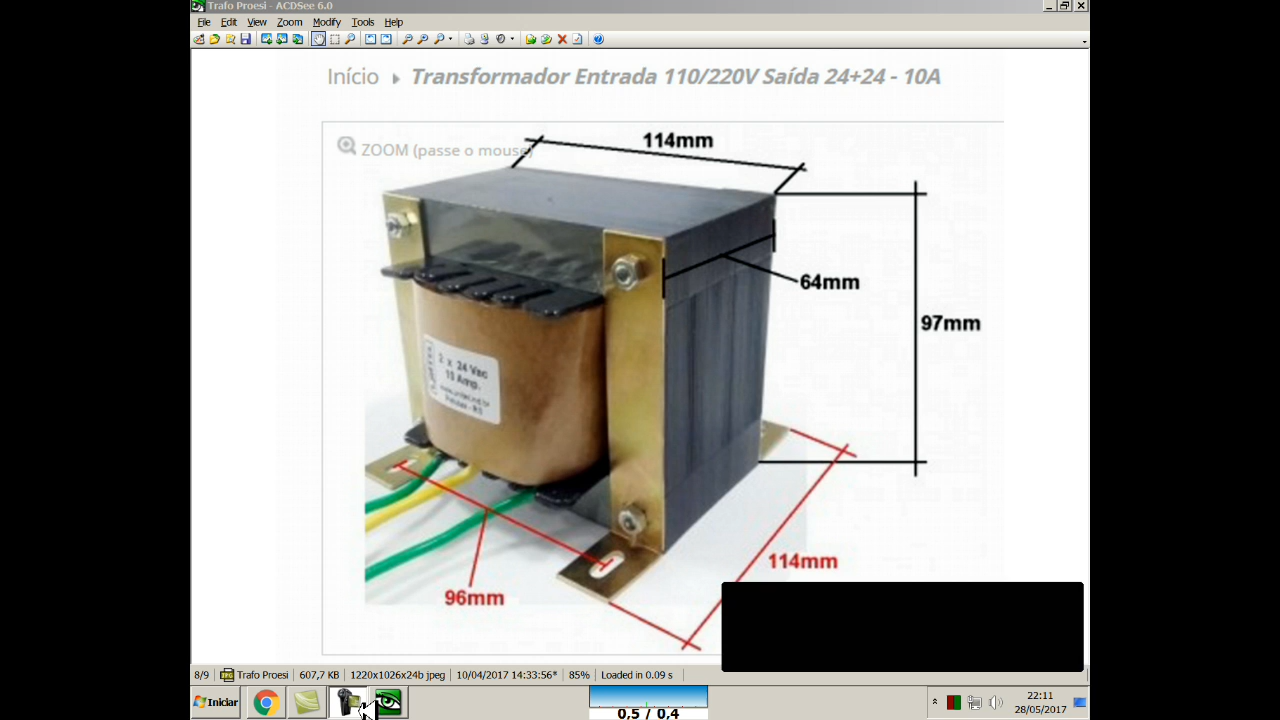 Trafo Proesi - ACDSee 6.0
File Edit View Zoom Modify Tools Help
Início Transformador Entrada 110/220V Saída 24+24 - 10A
ZOOM (passe o mouse)
114mm
64mm
97mm
2 x 24 Vac
10 Amp.
114mm
96mm
8/9 Trafo Proesi 607,7 KB 1220x1026x24b jpeg 10/04/2017 14:33:56* 85% Loaded in 0.09 s
Iniciar
22:11
0,5 / 0,4
28/05/2017